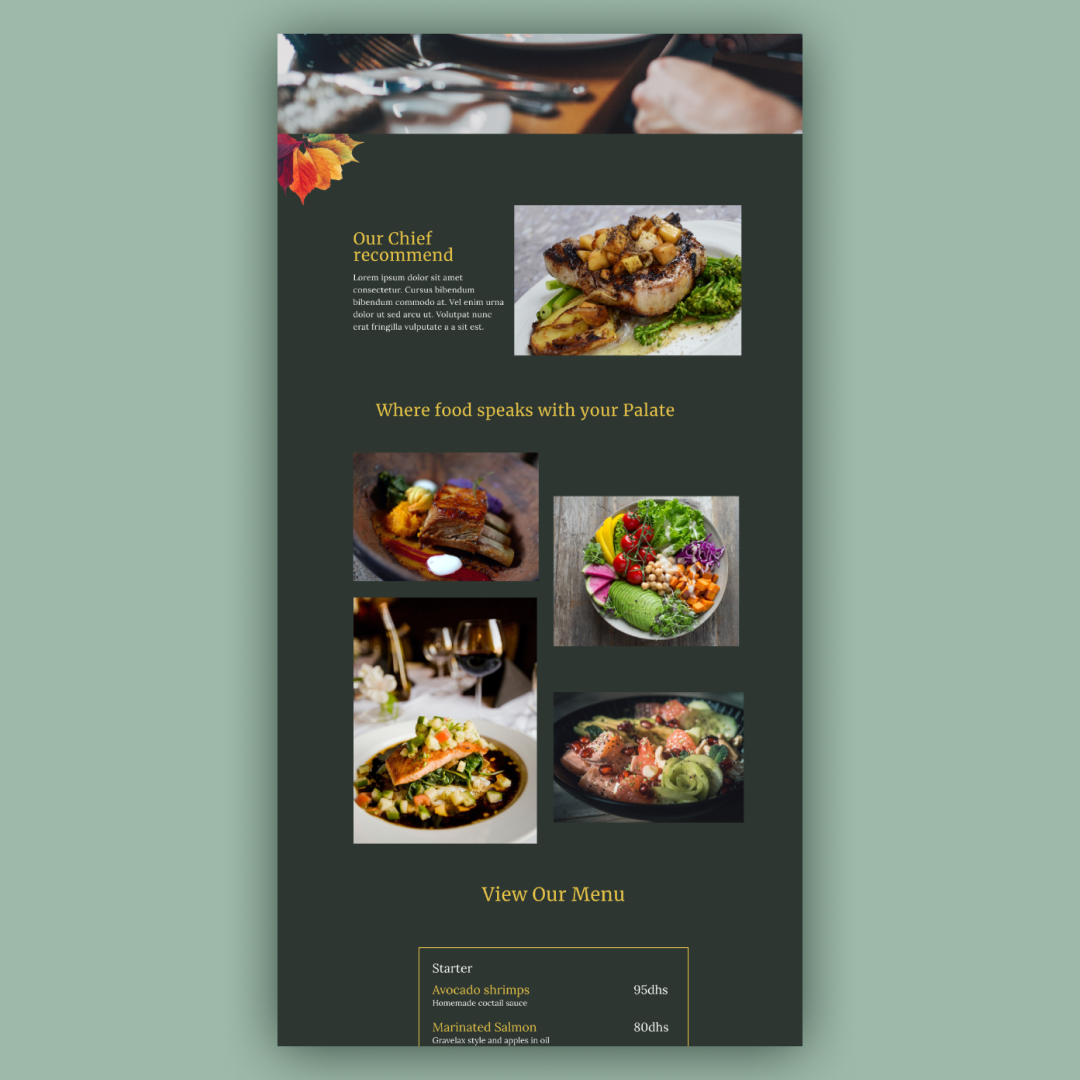 Our Chief
recommend
Lorem ipsum dolor sit amet
consectetur. Cursus bibendum
bibendum commodo at. Vel enim urna
dolor ut sed arcu ut. Volutpat nunc
erat fringilla vulputate a a sit est.
Where food speaks with your Palate
View Our Menu
Starter
Avocado shrimps 95dhs
Homemade coctail sauce
Marinated Salmon 80dhs
Gravelax style and apples in oil